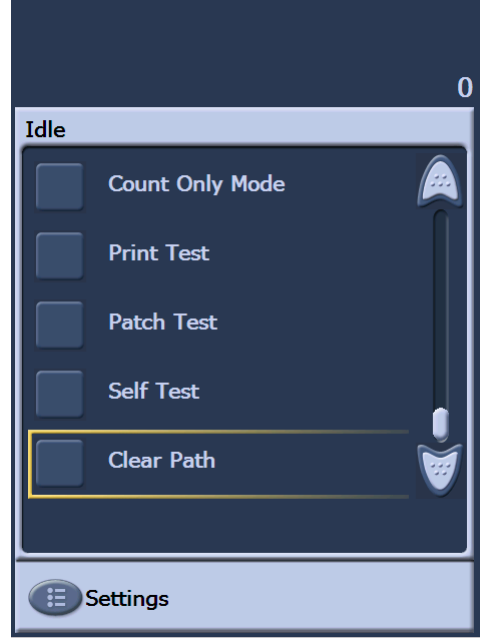 0
Idle
Count Only Mode
Print Test
Patch Test
Self Test
Clear Path
Settings